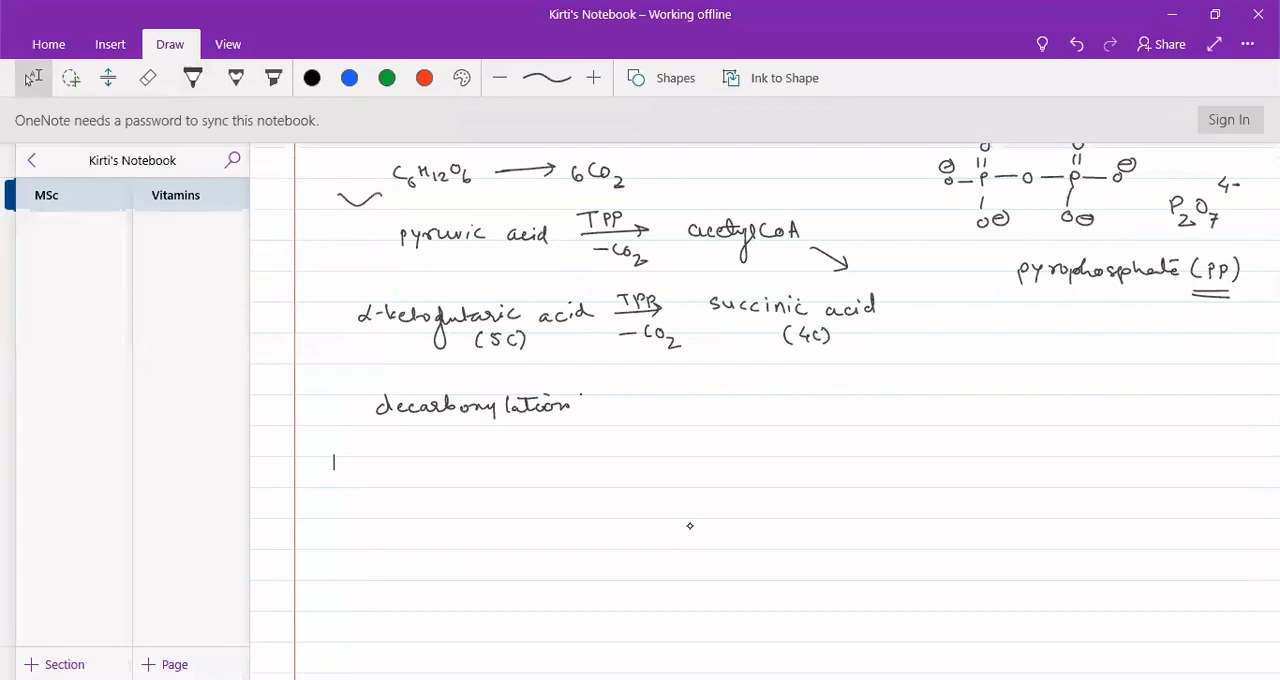 Kirti's Notebook – Working offline
Home Insert Draw View
Share
Shapes Ink to Shape
OneNote needs a password to sync this notebook.
Sign In
Kirti's Notebook
MSc
Vitamins
C6H12O6 ⟶ 6CO2
pyruvic acid TPP ⟶ −CO2 acetylCoA
α-ketogutaric acid TPP ⟶ −CO2 succinic acid
(5C) (4C)
decarboxylation
O O
⊖O–P–O–P–O⊖
O⊖ O⊖
P2O7 4-
pyrophosphate (PP)
+ Section + Page